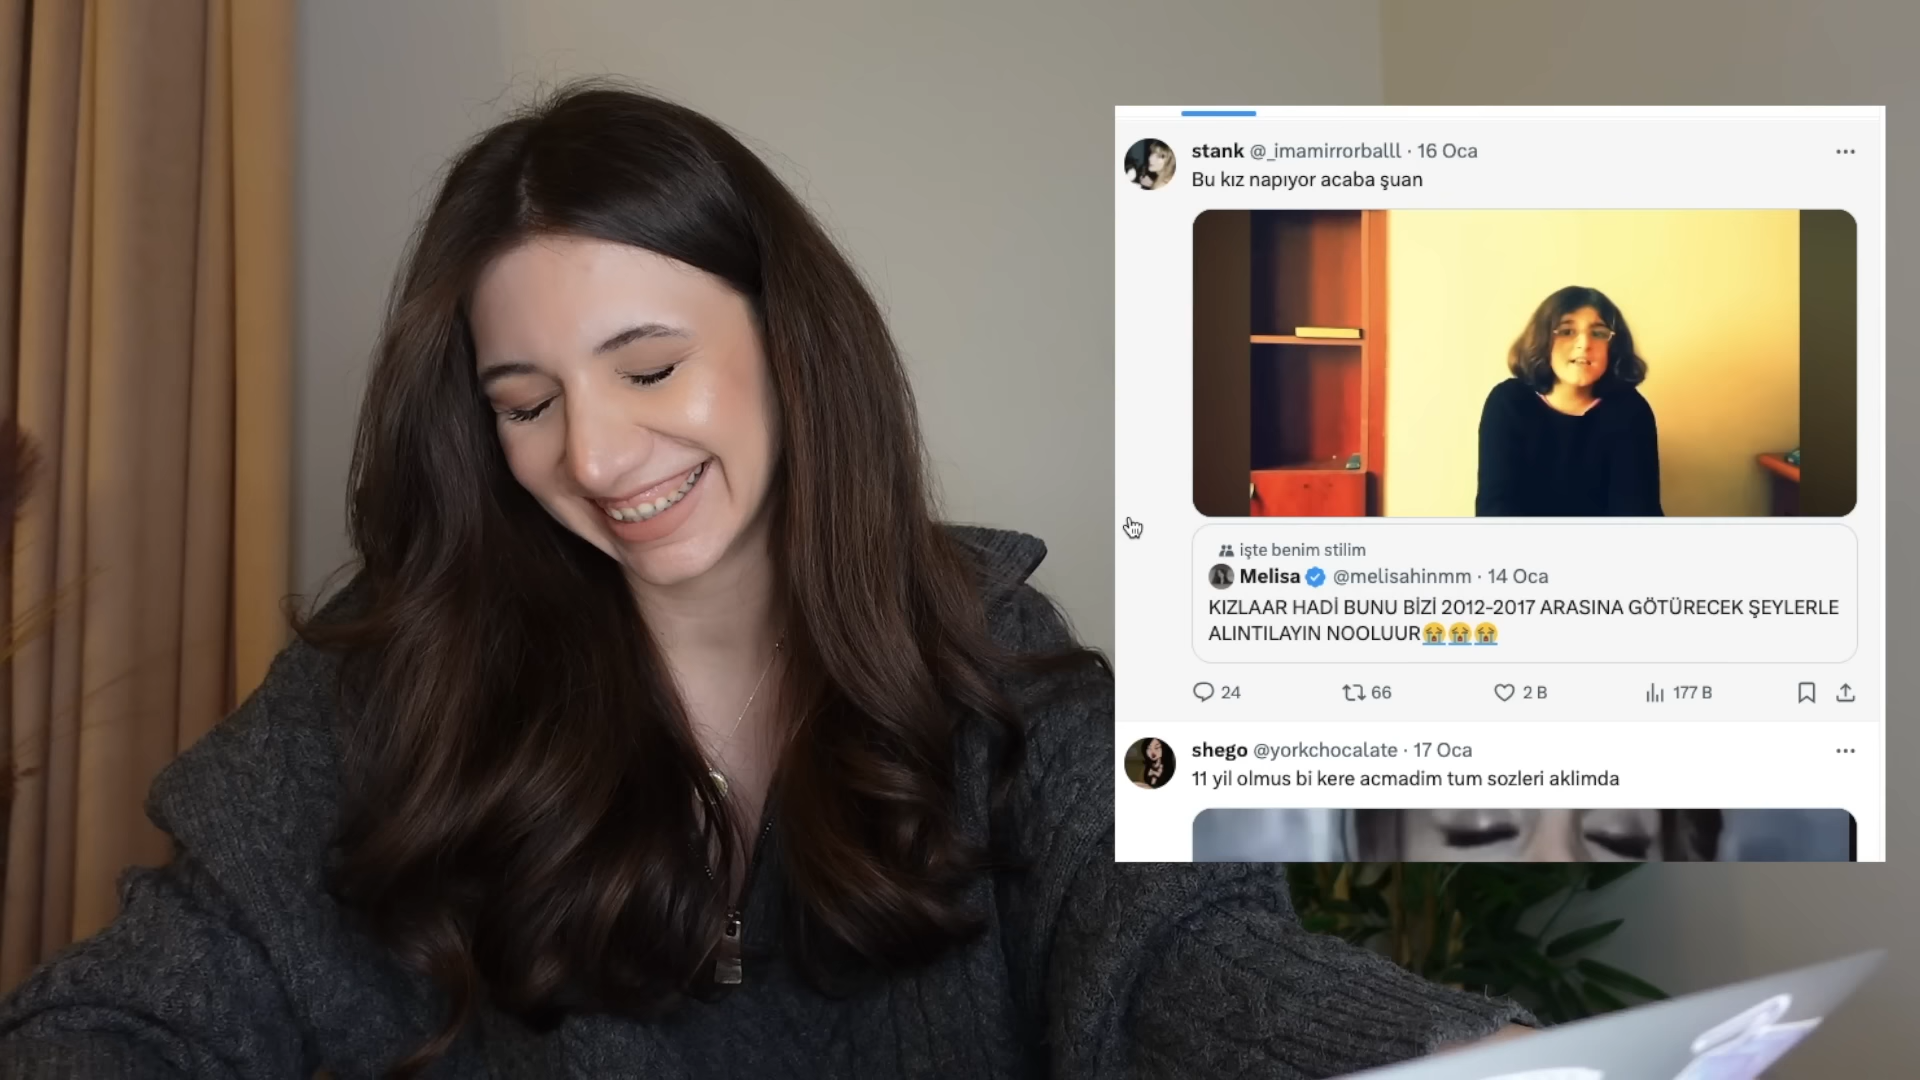 stank @_imamirrorballl · 16 Oca
Bu kız napıyor acaba şuan
işte benim stilim
Melisa @melisahinmm · 14 Oca
KIZLAAR HADİ BUNU BİZİ 2012-2017 ARASINA GÖTÜRECEK ŞEYLERLE
ALINTILAYIN NOOLUUR😭😭😭
24 66 2 B 177 B
shego @yorkchocalate · 17 Oca
11 yil olmus bi kere acmadim tum sozleri aklimda